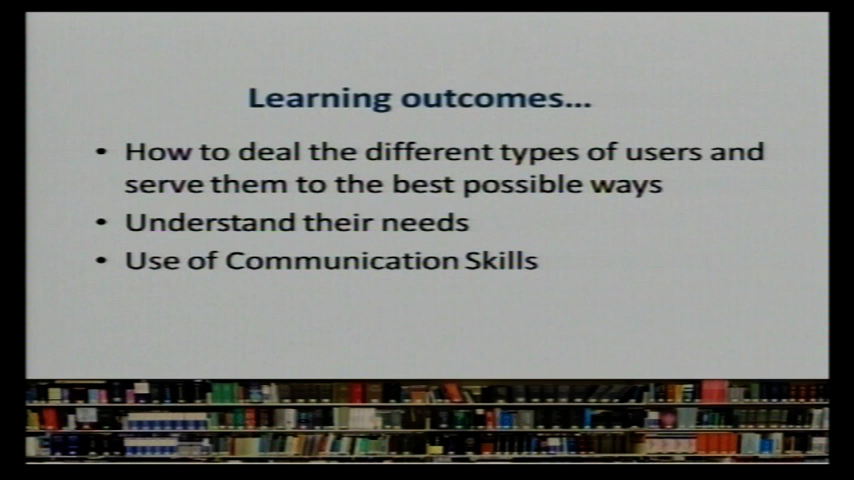 Learning outcomes...
• How to deal the different types of users and
serve them to the best possible ways
• Understand their needs
• Use of Communication Skills